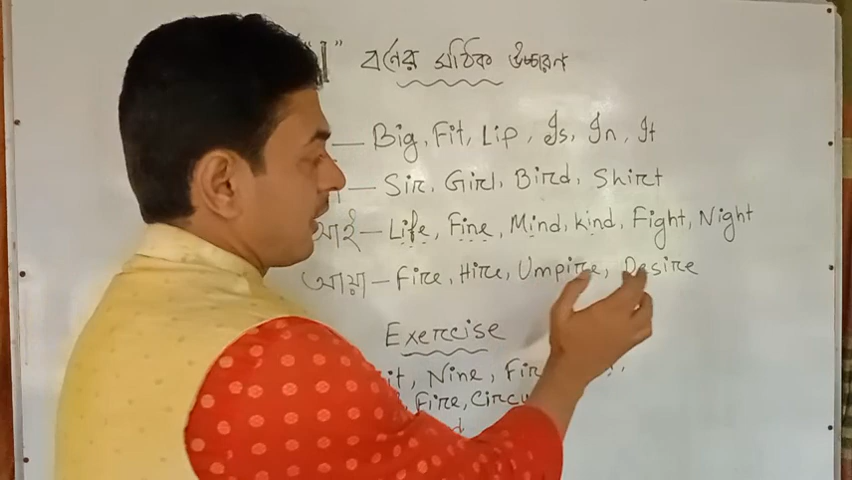 "I" বর্ণের সঠিক উচ্চারণ
— Big, Fit, Lip, Is, In, It
— Sir, Girl, Bird, Shirt
আই — Life, Fine, Mind, kind, Fight, Night
আয়া — Fire, Hire, Umpire, Desire
Exercise
Nine,
Fire,